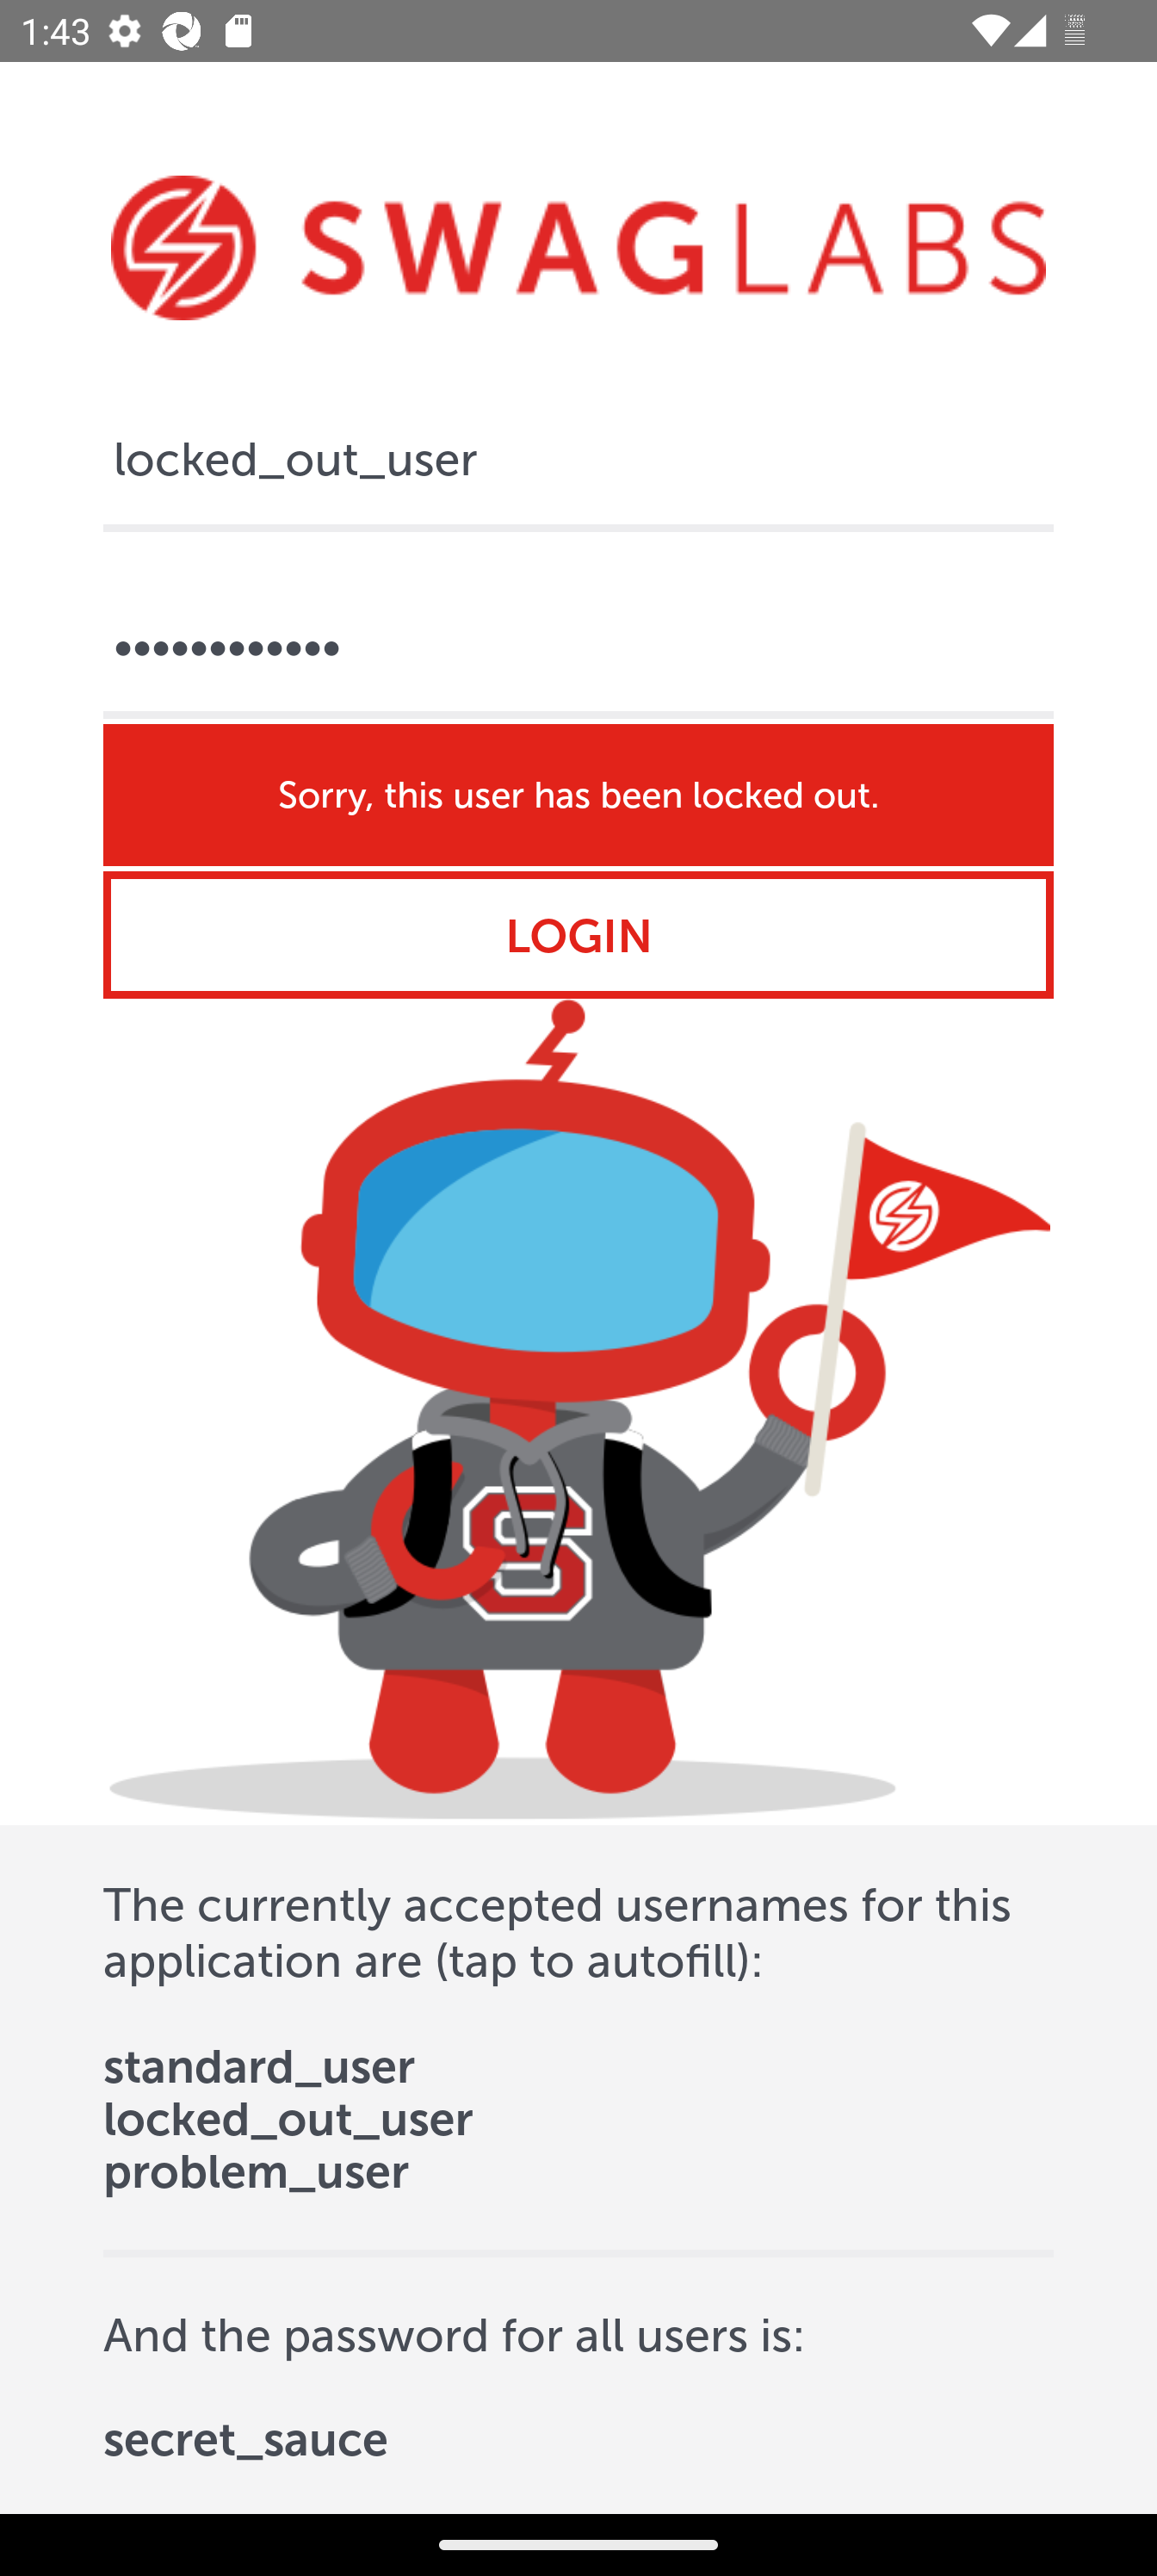 1:43
SWAGLABS
locked_out_user
••••••••••••
Sorry, this user has been locked out.
LOGIN
S
The currently accepted usernames for this
application are (tap to autofill):
standard_user
locked_out_user
problem_user
And the password for all users is:
secret_sauce